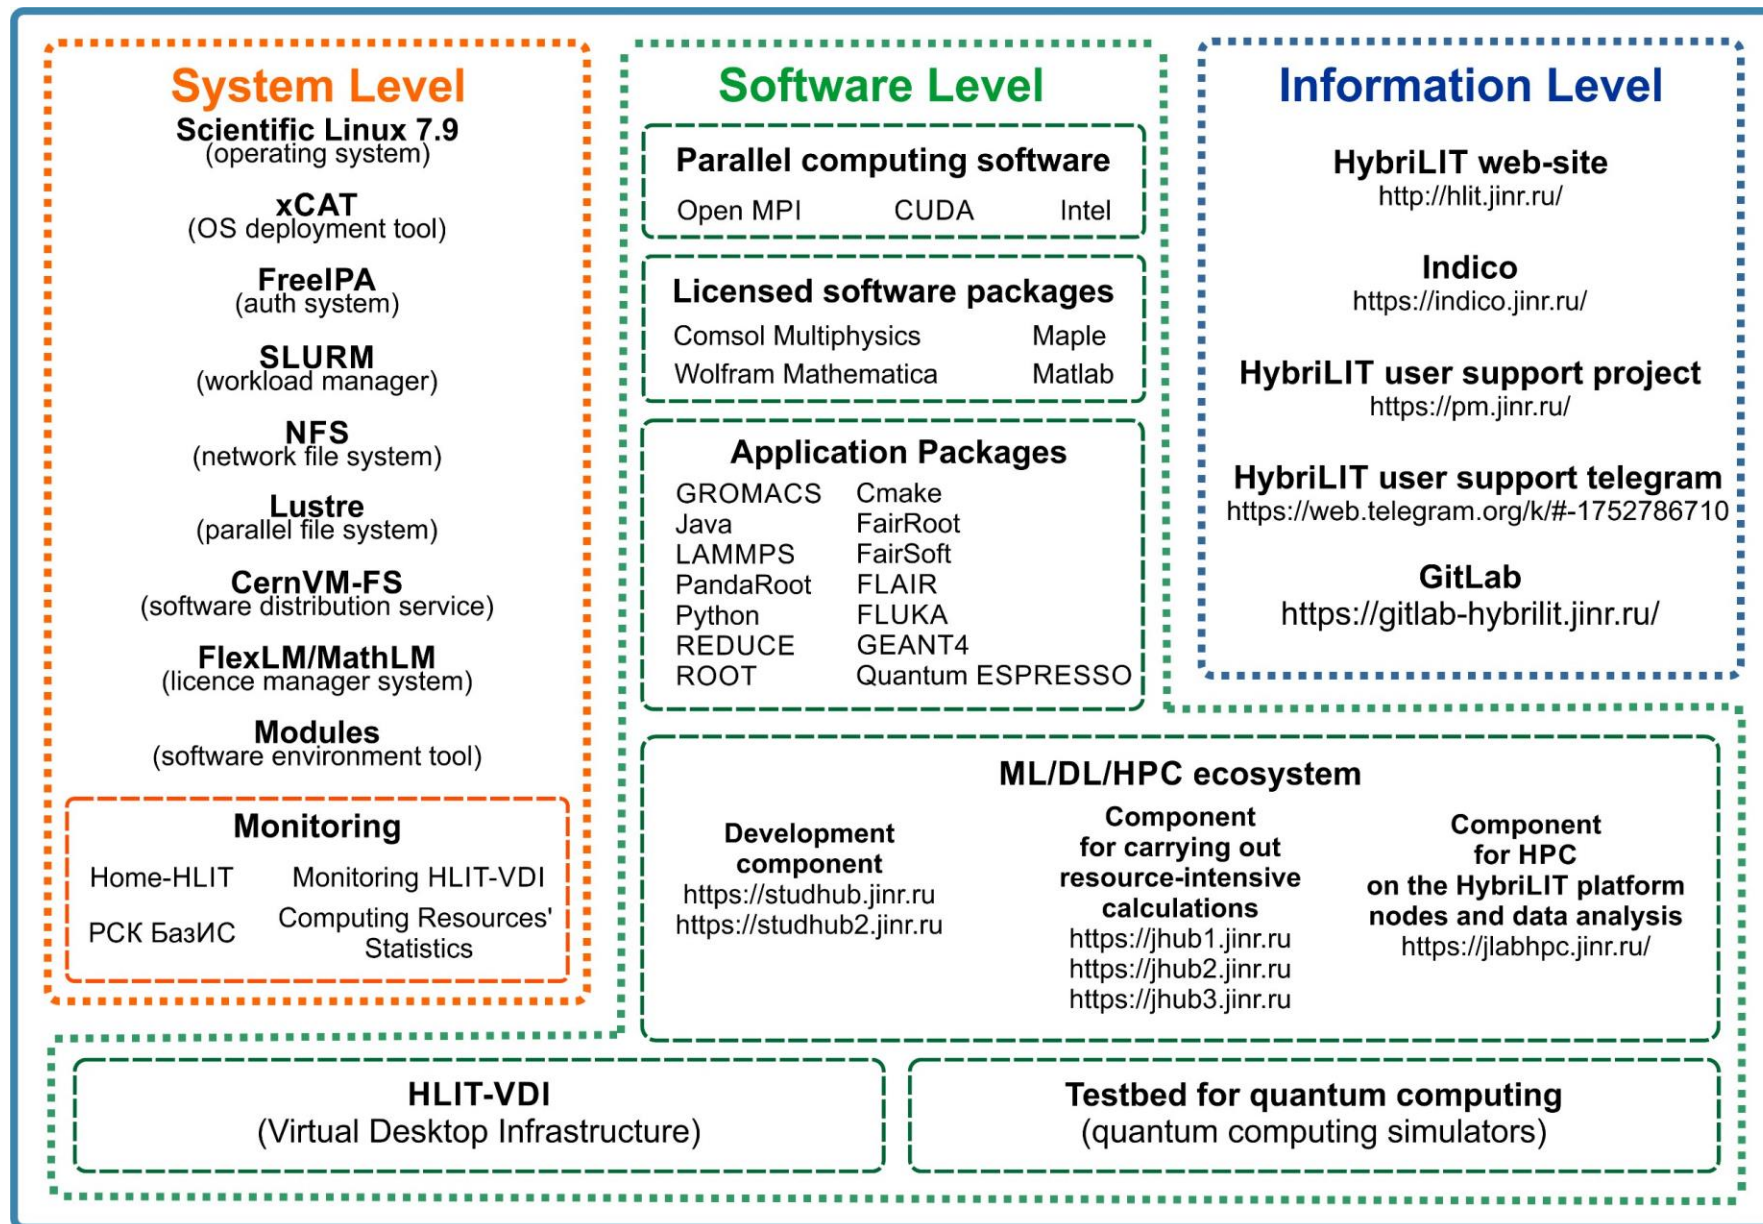 System Level
Scientific Linux 7.9
(operating system)
xCAT
(OS deployment tool)
FreeIPA
(auth system)
SLURM
(workload manager)
NFS
(network file system)
Lustre
(parallel file system)
CernVM-FS
(software distribution service)
FlexLM/MathLM
(licence manager system)
Modules
(software environment tool)
Monitoring
Home-HLIT Monitoring HLIT-VDI
РСК БазИС Computing Resources'
Statistics
Software Level
Parallel computing software
Open MPI CUDA Intel
Licensed software packages
Comsol Multiphysics Maple
Wolfram Mathematica Matlab
Application Packages
GROMACS Cmake
Java FairRoot
LAMMPS FairSoft
PandaRoot FLAIR
Python FLUKA
REDUCE GEANT4
ROOT Quantum ESPRESSO
Information Level
HybriLIT web-site
http://hlit.jinr.ru/
Indico
https://indico.jinr.ru/
HybriLIT user support project
https://pm.jinr.ru/
HybriLIT user support telegram
https://web.telegram.org/k/#-1752786710
GitLab
https://gitlab-hybrilit.jinr.ru/
ML/DL/HPC ecosystem
Development
component
https://studhub.jinr.ru
https://studhub2.jinr.ru
Component
for carrying out
resource-intensive
calculations
https://jhub1.jinr.ru
https://jhub2.jinr.ru
https://jhub3.jinr.ru
Component
for HPC
on the HybriLIT platform
nodes and data analysis
https://jlabhpc.jinr.ru/
HLIT-VDI
(Virtual Desktop Infrastructure)
Testbed for quantum computing
(quantum computing simulators)